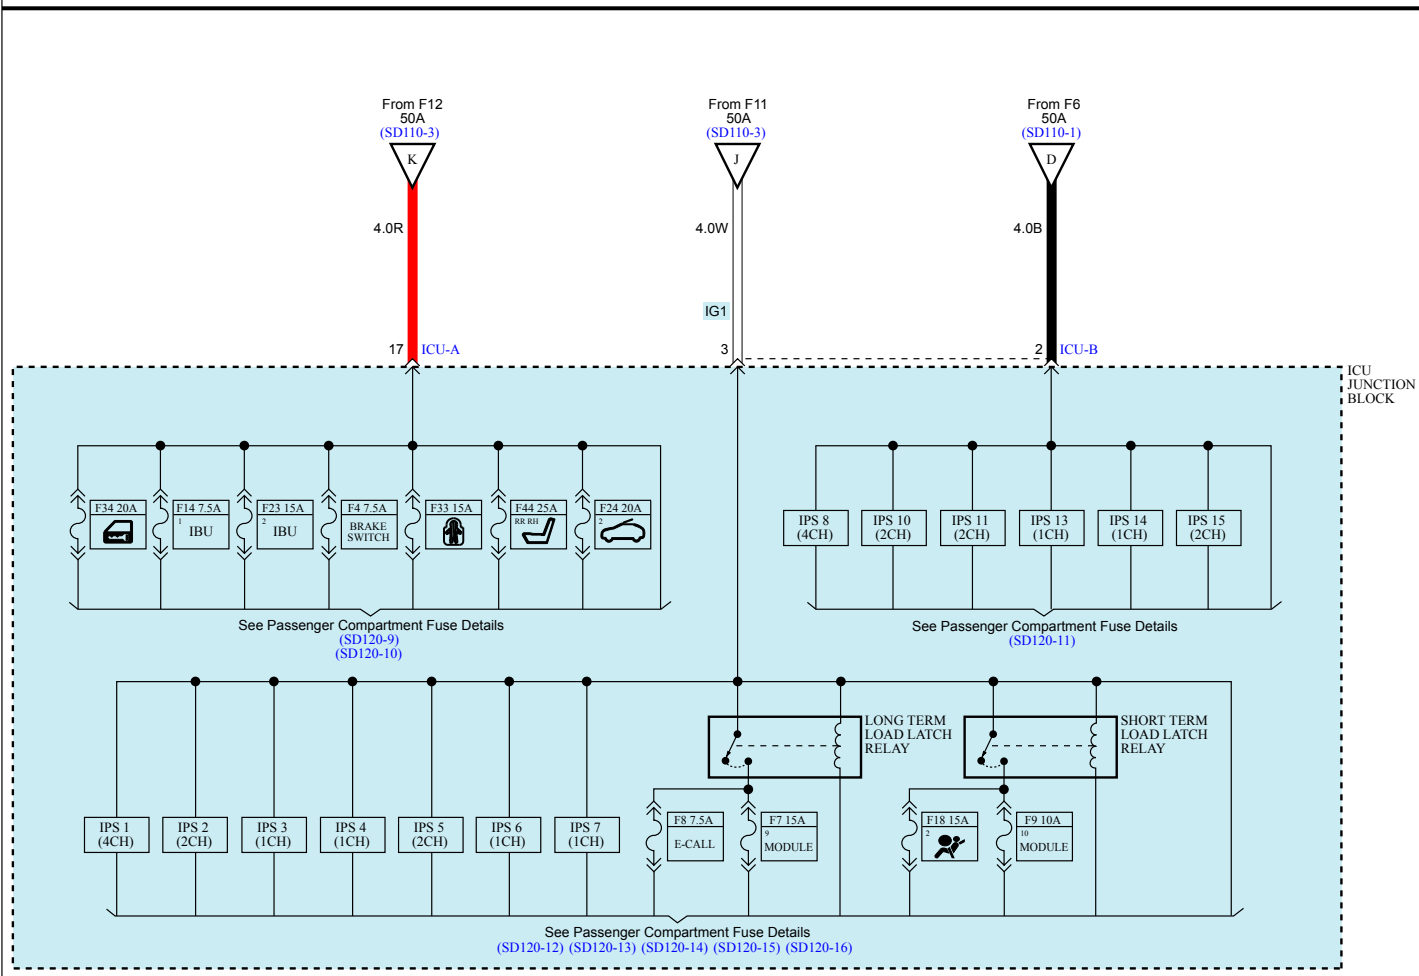 From F12
50A
(SD110-3)
K
4.0R
17 ICU-A
From F11
50A
(SD110-3)
J
4.0W
IG1
3
From F6
50A
(SD110-1)
D
4.0B
2 ICU-B
ICU
JUNCTION
BLOCK
F34 20A
F14 7.5A
1
IBU
F23 15A
2
IBU
F4 7.5A
BRAKE
SWITCH
F33 15A
F44 25A
RR RH
F24 20A
2
See Passenger Compartment Fuse Details
(SD120-9)
(SD120-10)
IPS 8
(4CH)
IPS 10
(2CH)
IPS 11
(2CH)
IPS 13
(1CH)
IPS 14
(1CH)
IPS 15
(2CH)
See Passenger Compartment Fuse Details
(SD120-11)
LONG TERM
LOAD LATCH
RELAY
SHORT TERM
LOAD LATCH
RELAY
IPS 1
(4CH)
IPS 2
(2CH)
IPS 3
(1CH)
IPS 4
(1CH)
IPS 5
(2CH)
IPS 6
(1CH)
IPS 7
(1CH)
F8 7.5A
E-CALL
F7 15A
9
MODULE
F18 15A
2
F9 10A
10
MODULE
See Passenger Compartment Fuse Details
(SD120-12) (SD120-13) (SD120-14) (SD120-15) (SD120-16)